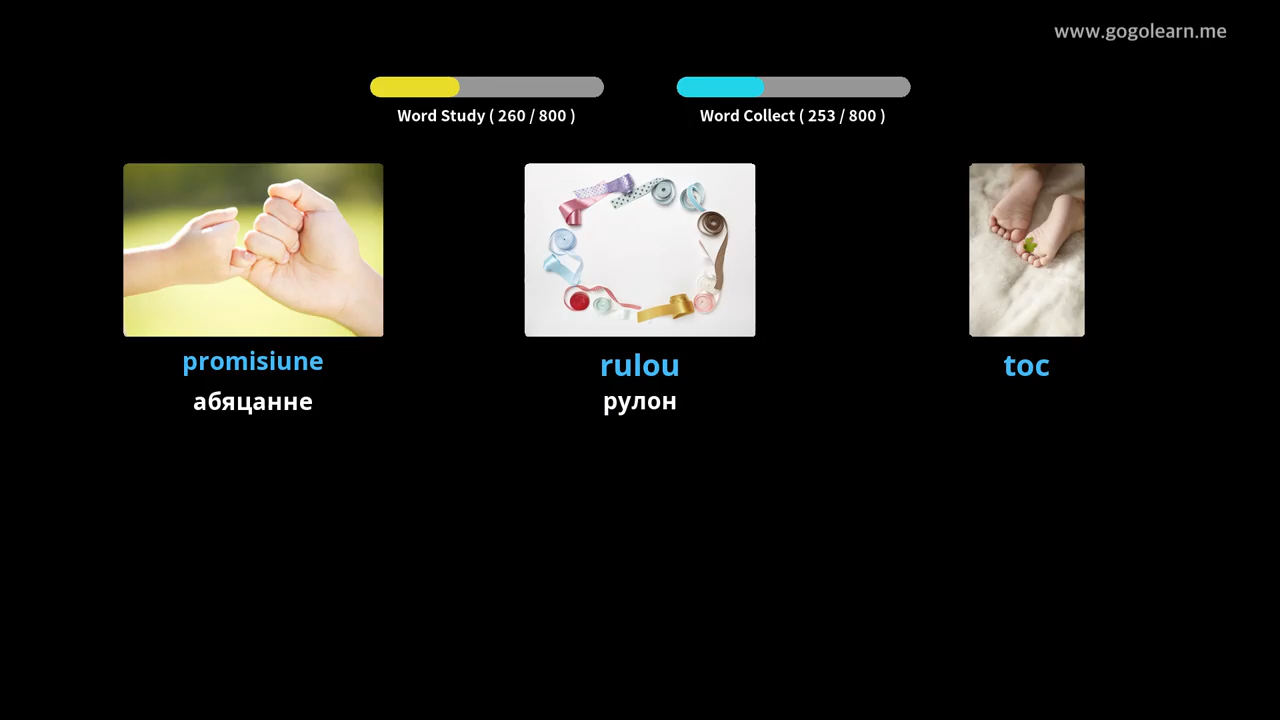 www.gogolearn.me
Word Study ( 260 / 800 )
Word Collect ( 253 / 800 )
promisiune
rulou
toc
абяцанне
рулон